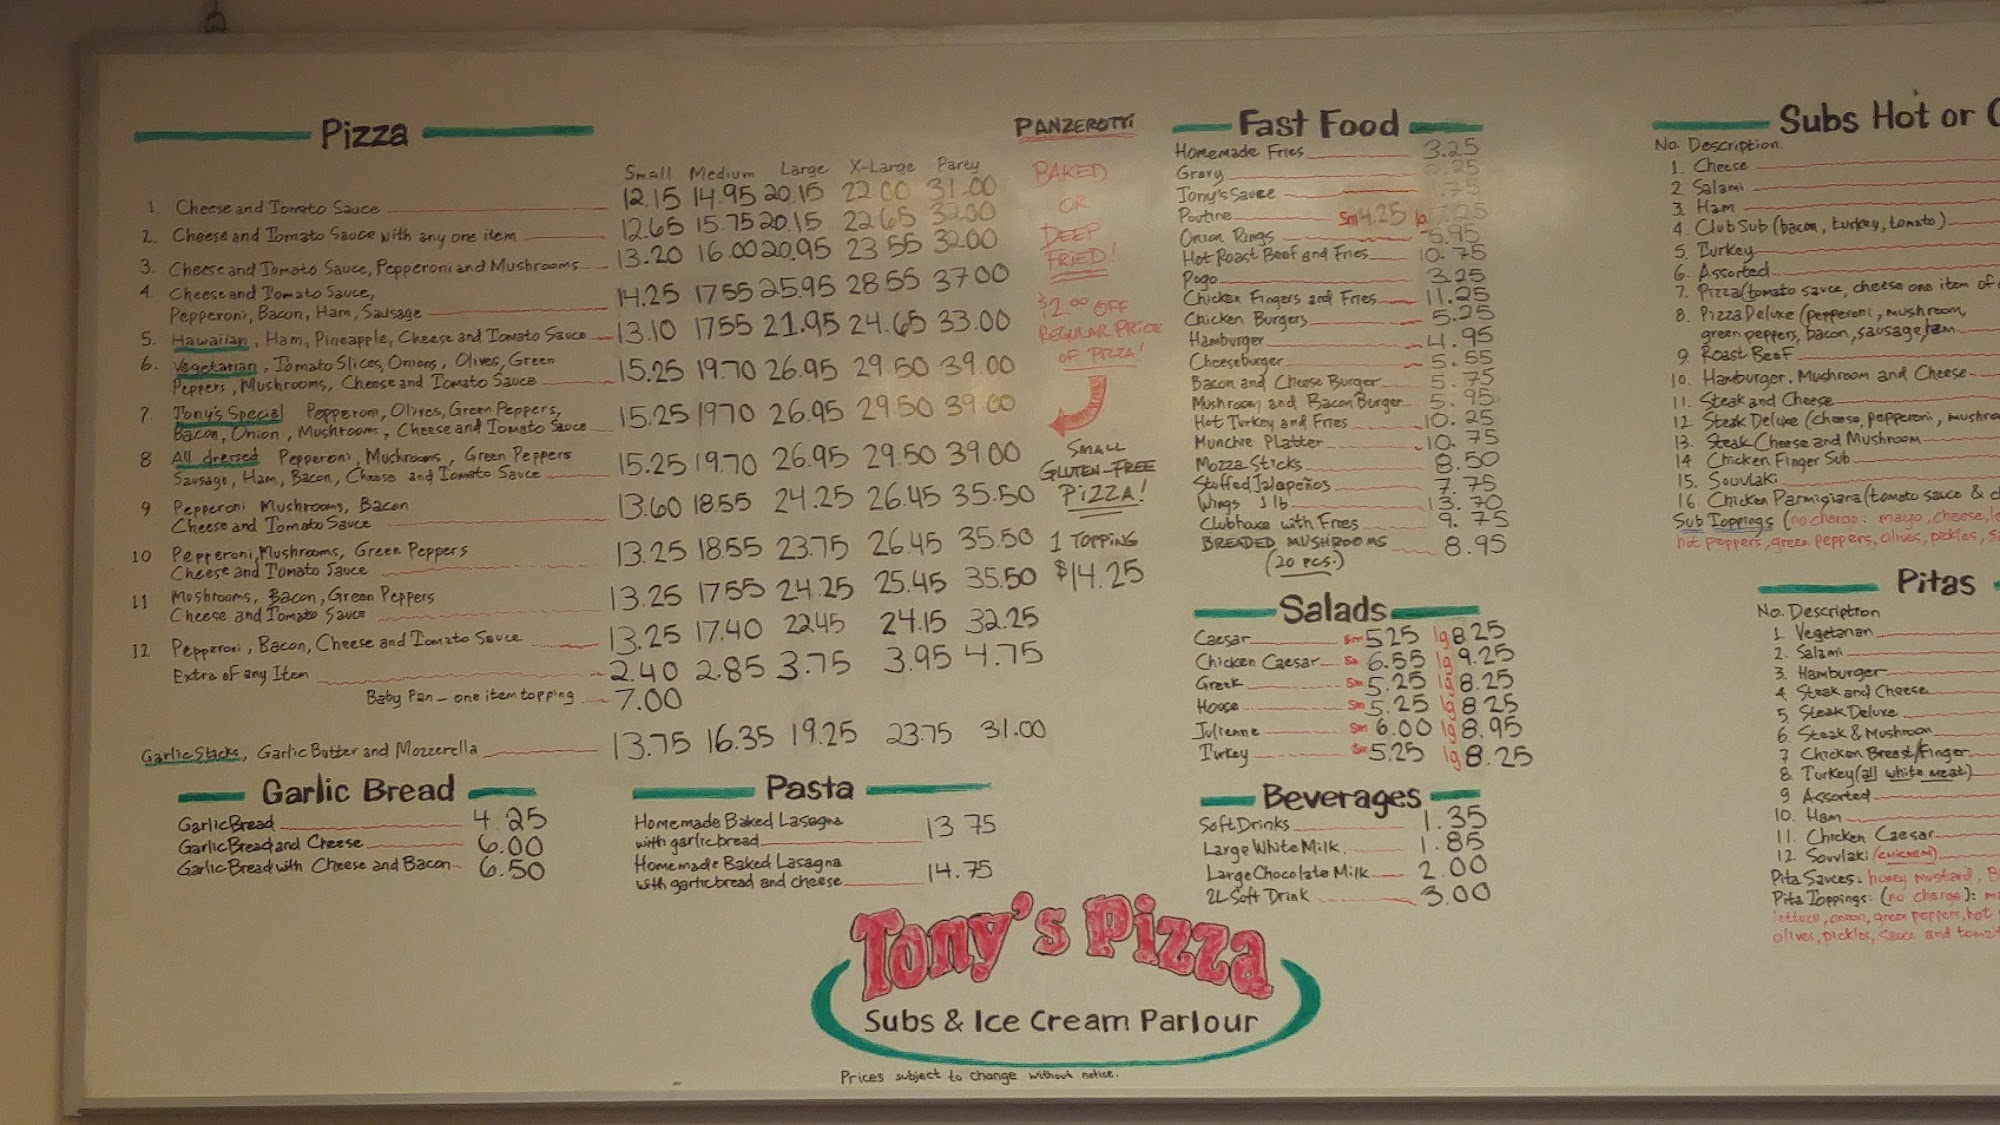 Pizza
Small Medium Large X-Large Party
1. Cheese and Tomato Sauce 12.15 14.95 20.15 22.00 31.00
2. Cheese and Tomato Sauce with any one item 12.65 15.75 20.15 22.65 32.00
3. Cheese and Tomato Sauce, Pepperoni and Mushrooms 13.20 16.00 20.95 23 55 32.00
4. Cheese and Tomato Sauce,
Pepperoni, Bacon, Ham, Sausage 14.25 17 55 25.95 28.55 37 00
5. Hawaiian, Ham, Pineapple, Cheese and Tomato Sauce 13.10 17 55 21.95 24.65 33.00
6. Vegetarian, Tomato Slices, Onions, Olives, Green
Peppers, Mushrooms, Cheese and Tomato Sauce 15.25 19.70 26.95 29.50 39.00
7. Tony's Special Pepperoni, Olives, Green Peppers,
Bacon, Onion, Mushrooms, Cheese and Tomato Sauce 15.25 19 70 26.95 29.50 39 00
8 All dressed Pepperoni, Mushrooms, Green Peppers
Sausage, Ham, Bacon, Cheese and Tomato Sauce 15.25 19.70 26.95 29.50 39.00
9 Pepperoni Mushrooms, Bacon
Cheese and Tomato Sauce 13.60 18.55 24.25 26.45 35.50
10 Pepperoni, Mushrooms, Green Peppers
Cheese and Tomato Sauce 13.25 18.55 23.75 26.45 35.50
11 Moshrooms, Bacon, Green Peppers
Cheese and Tomato Sauce 13.25 17 55 24.25 25.45 35.50
12 Pepperoni, Bacon, Cheese and Tomato Sauce 13.25 17.40 22 45 24.15 32.25
Extra of any Item 2.40 2.85 3.75 3.95 4.75
Baby Pan - one item topping 7.00
Garlic Sticks, Garlic Butter and Mozzerella 13.75 16.35 19.25 23.75 31.00
PANZEROTTI
BAKED
OR
DEEP
FRIED!
$2.00 OFF
REGULAR PRICE
OF PIZZA!
SMALL
GLUTEN-FREE
PIZZA!
1 TOPPING
$14.25
Garlic Bread
Garlic Bread 4.25
Garlic Bread and Cheese 6.00
Garlic Bread with Cheese and Bacon 6.50
Pasta
Homemade Baked Lasagna
with garlic bread 13 75
Homemade Baked Lasagna
with garlic bread and cheese 14.75
Fast Food
Homemade Fries 3.25
Gravy
Tony's Sauce
Poutine Sm 4.25 lg
Onion Rings 5.95
Hot Roast Beef and Fries 10.75
Pogo 3.25
Chicken Fingers and Fries 11.25
Chicken Burgers 5.25
Hamburger 4.95
Cheeseburger 5.55
Bacon and Cheese Burger 5.75
Mushroom and Bacon Burger 5.95
Hot Turkey and Fries 10.25
Munchie Platter 10.75
Mozza Sticks 8.50
Stuffed Jalapeños 7.75
Wings 1 lb 13.70
Clubhouse with Fries 9.75
BREADED MUSHROOMS 8.95
(20 PCS.)
Salads
Caesar Sm 5.25 lg 8.25
Chicken Caesar Sm 6.55 lg 9.25
Greek Sm 5.25 lg 8.25
House Sm 5.25 lg 8 25
Julienne Sm 6.00 lg 8.95
Turkey Sm 5.25 lg 8.25
Beverages
Soft Drinks 1.35
Large White Milk 1.85
Large Chocolate Milk 2.00
2L Soft Drink 3.00
Subs Hot or
No. Description
1. Cheese
2 Salami
3. Ham
4. Club Sub (bacon, turkey, tomato)
5. Turkey
6. Assorted
7. Pizza (tomato sauce, cheese one item of
8. Pizza Deluxe (pepperoni, mushroom,
green peppers, bacon, sausage, ham
9. Roast Beef
10. Hamburger, Mushroom and Cheese
11. Steak and Cheese
12. Steak Deluxe (cheese, pepperoni, mushroo
13. Steak Cheese and Mushroom
14 Chicken Finger Sub
15. Souvlaki
16. Chicken Parmigiana (tomato sauce &
Sub Toppings (no charge: mayo, cheese,
hot peppers, green peppers, olives, pickles,
Pitas
No. Description
1. Vegetarian
2. Salami
3. Hamburger
4 Steak and Cheese
5. Steak Deluxe
6. Steak & Mushroom
7 Chicken Breast/Finger
8. Turkey (all white meat)
9 Assorted
10. Ham
11. Chicken Caesar
12. Souvlaki (CHICKEN)
Pita Sauces: honey mustard,
Pita Toppings: (no charge):
lettuce, onion, green peppers, hot
olives, pickles, sauce and
Tony's Pizza
Subs & Ice Cream Parlour
Prices subject to change without notice.